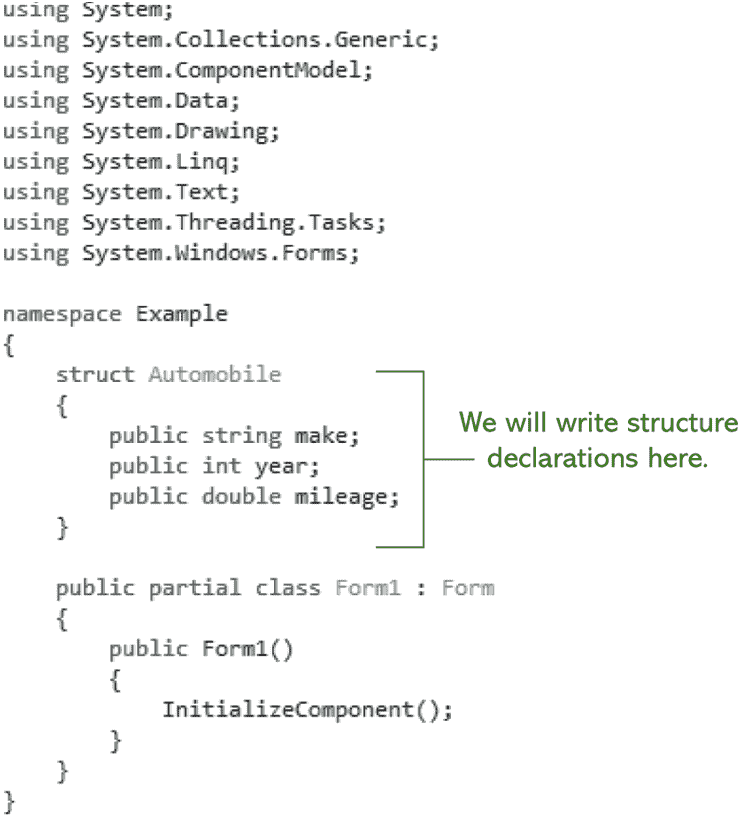 using System;
using System.Collections.Generic;
using System.ComponentModel;
using System.Data;
using System.Drawing;
using System.Linq;
using System.Text;
using System.Threading.Tasks;
using System.Windows.Forms;
namespace Example
{
struct Automobile
{
public string make;
public int year;
public double mileage;
}
We will write structure
declarations here.
public partial class Form1 : Form
{
public Form1()
{
InitializeComponent();
}
}
}